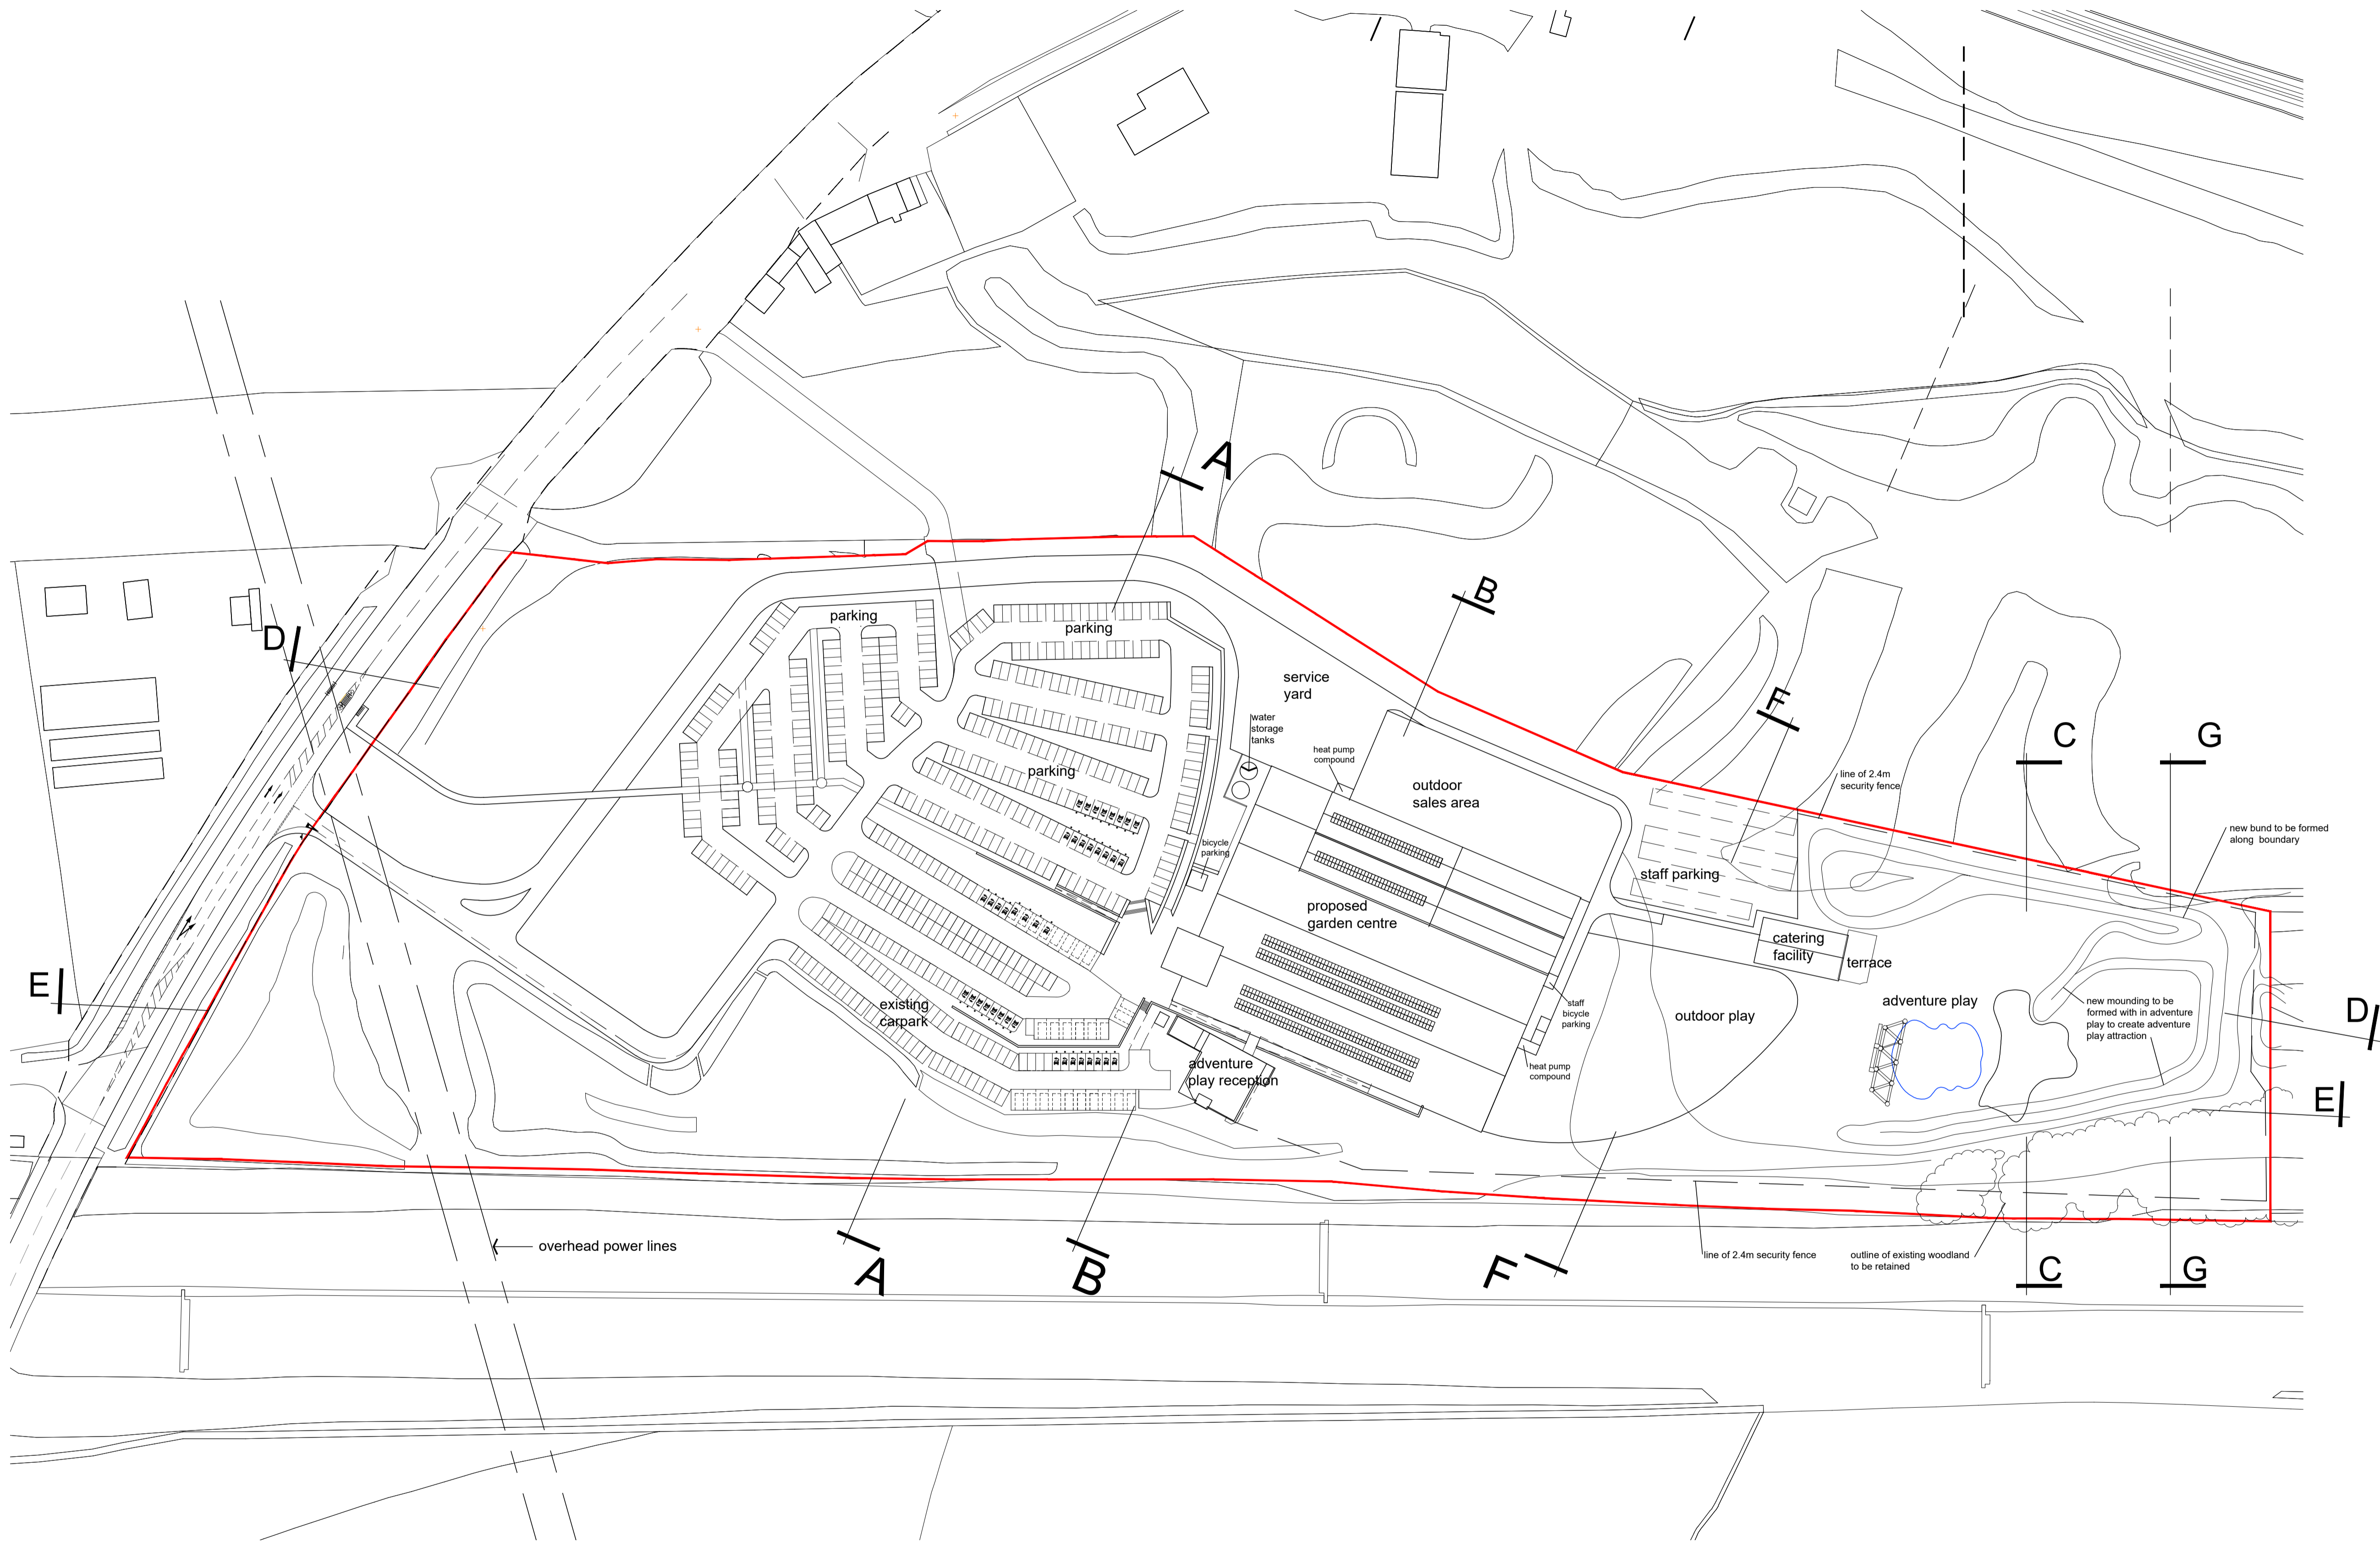 A
B
parking
parking
D
service
yard
F
water
storage
tanks
C
G
heat pump
compound
parking
outdoor
sales area
line of 2.4m
security fence
new bund to be formed
along boundary
bicycle
parking
staff parking
proposed
garden centre
catering
facility
terrace
E
existing
carpark
staff
bicycle
parking
outdoor play
adventure play
new mounding to be
formed with in adventure
play to create adventure
play attraction
D
adventure
play reception
heat pump
compound
E
overhead power lines
A
B
F
line of 2.4m security fence
outline of existing woodland
to be retained
C
G